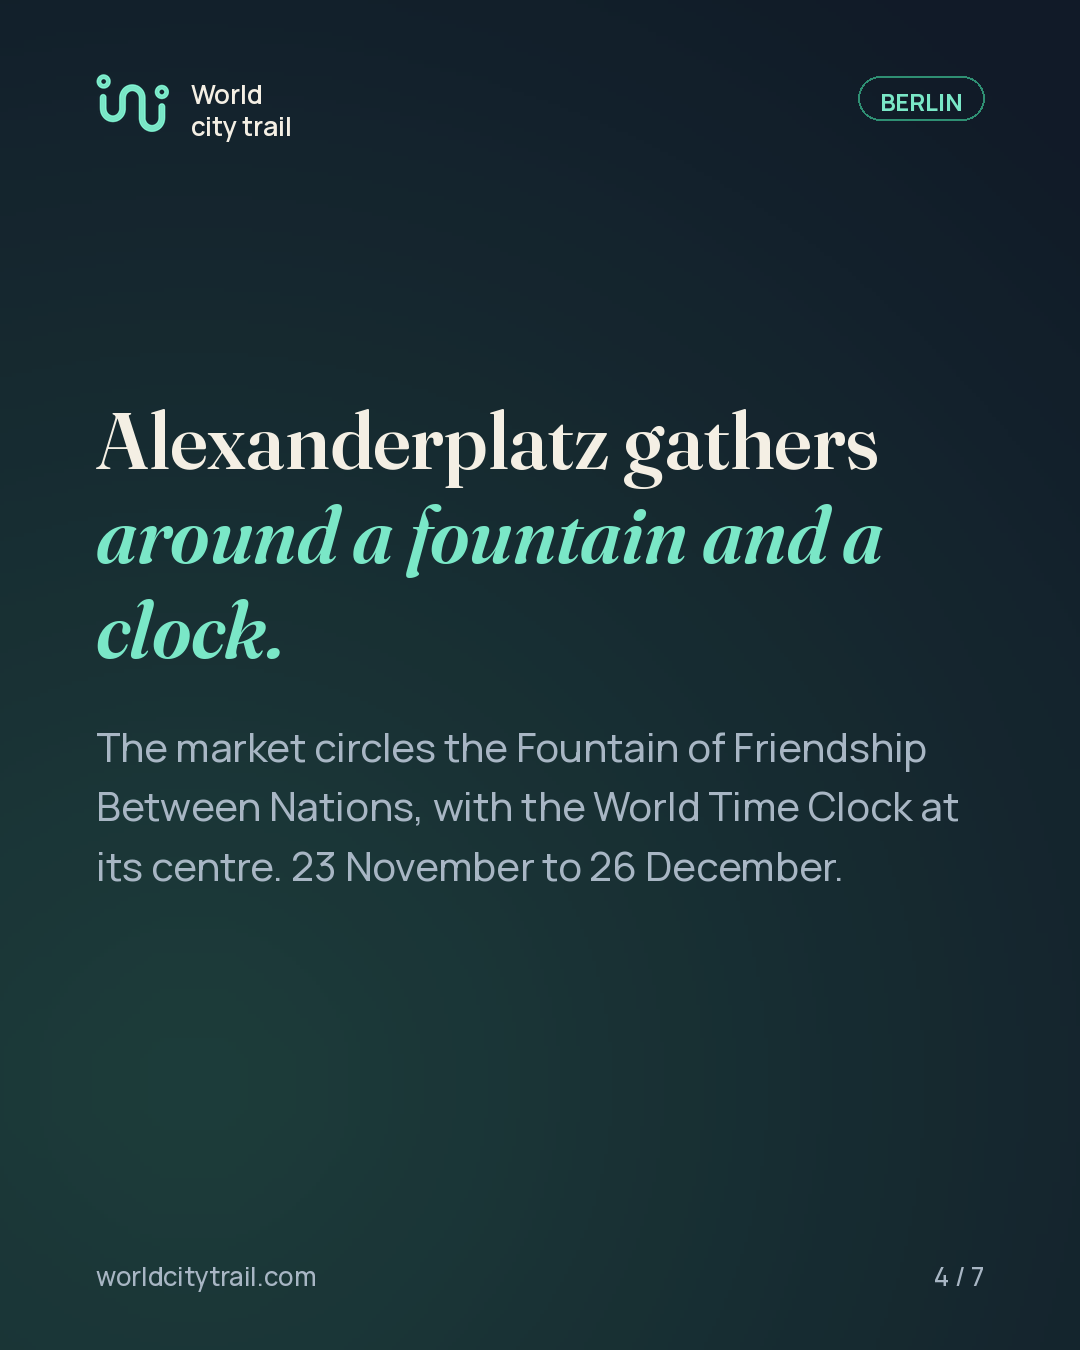 World
city trail
BERLIN
Alexanderplatz gathers
around a fountain and a
clock.
The market circles the Fountain of Friendship
Between Nations, with the World Time Clock at
its centre. 23 November to 26 December.
worldcitytrail.com
4 / 7